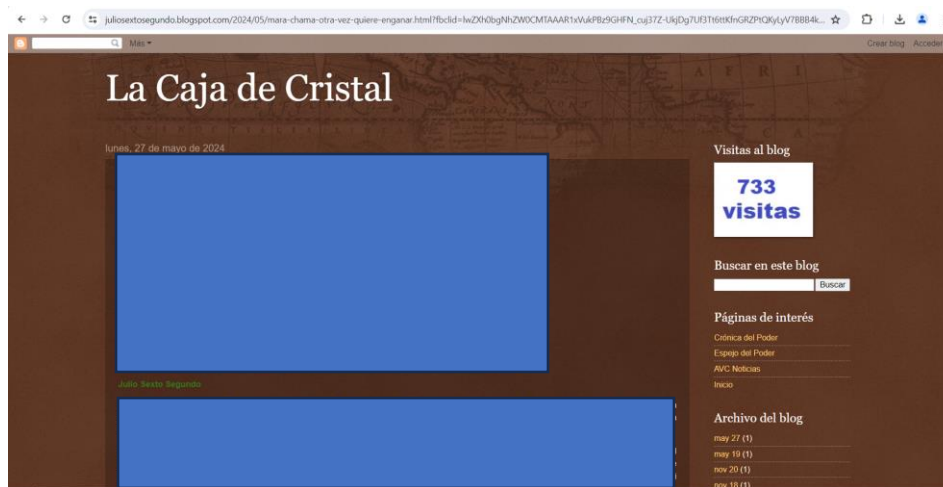 juliosextosegundo.blogspot.com/2024/05/mara-chama-otra-vez-quiere-enganar.html?fbclid=
Más
Crear blog Acceder
La Caja de Cristal
lunes, 27 de mayo de 2024
Visitas al blog
733
visitas
Buscar en este blog
Buscar
Páginas de interés
Crónica del Poder
Espejo del Poder
AVC Noticias
Inicio
Julio Sexto Segundo
Archivo del blog
may 27 (1)
may 19 (1)
nov 20 (1)
nov 18 (1)